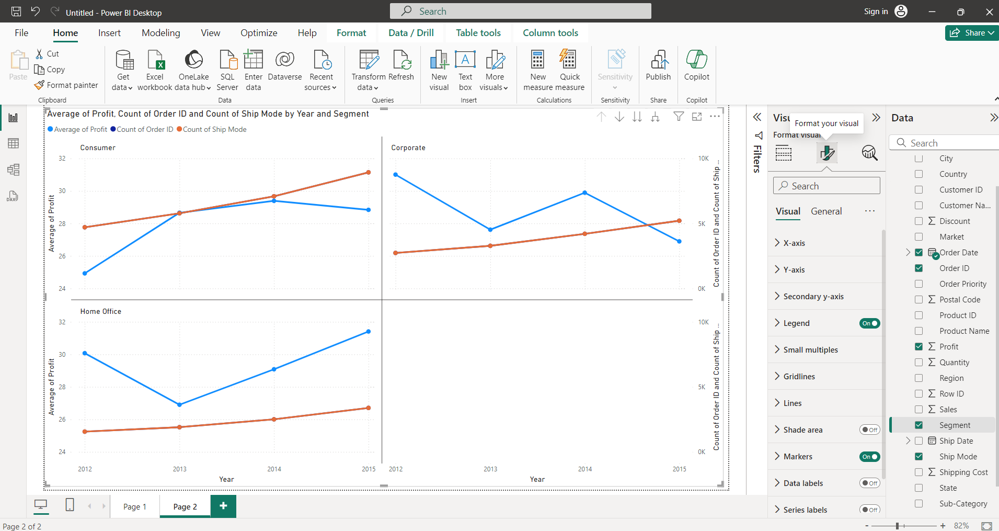 Untitled - Power BI Desktop
Search
Sign in
File Home Insert Modeling View Optimize Help Format Data / Drill Table tools Column tools
Share
Paste
Cut
Copy
Format painter
Clipboard
Get data
Excel workbook
OneLake data hub
SQL Server
Enter data
Dataverse
Recent sources
Data
Transform data
Refresh
Queries
New visual
Text box
More visuals
Insert
New measure
Quick measure
Calculations
Sensitivity
Sensitivity
Publish
Share
Copilot
Copilot
DAX
Average of Profit, Count of Order ID and Count of Ship Mode by Year and Segment
Average of Profit Count of Order ID Count of Ship Mode
Consumer
Corporate
Average of Profit
32
30
28
26
24
10K
5K
0K
Count of Order ID and Count of Ship ...
Home Office
Average of Profit
32
30
28
26
24
10K
5K
0K
Count of Order ID and Count of Ship ...
2012 2013 2014 2015 2012 2013 2014 2015
Year Year
Filters
Visu
Format your visual
Format visual
Search
Visual General
X-axis
Y-axis
Secondary y-axis
Legend On
Small multiples
Gridlines
Lines
Shade area Off
Markers On
Data labels Off
Series labels Off
Data
Search
City
Country
Customer ID
Customer Na...
Discount
Market
Order Date
Order ID
Order Priority
Postal Code
Product ID
Product Name
Profit
Quantity
Region
Row ID
Sales
Segment
Ship Date
Ship Mode
Shipping Cost
State
Sub-Category
Page 1 Page 2 +
Page 2 of 2
- + 82%